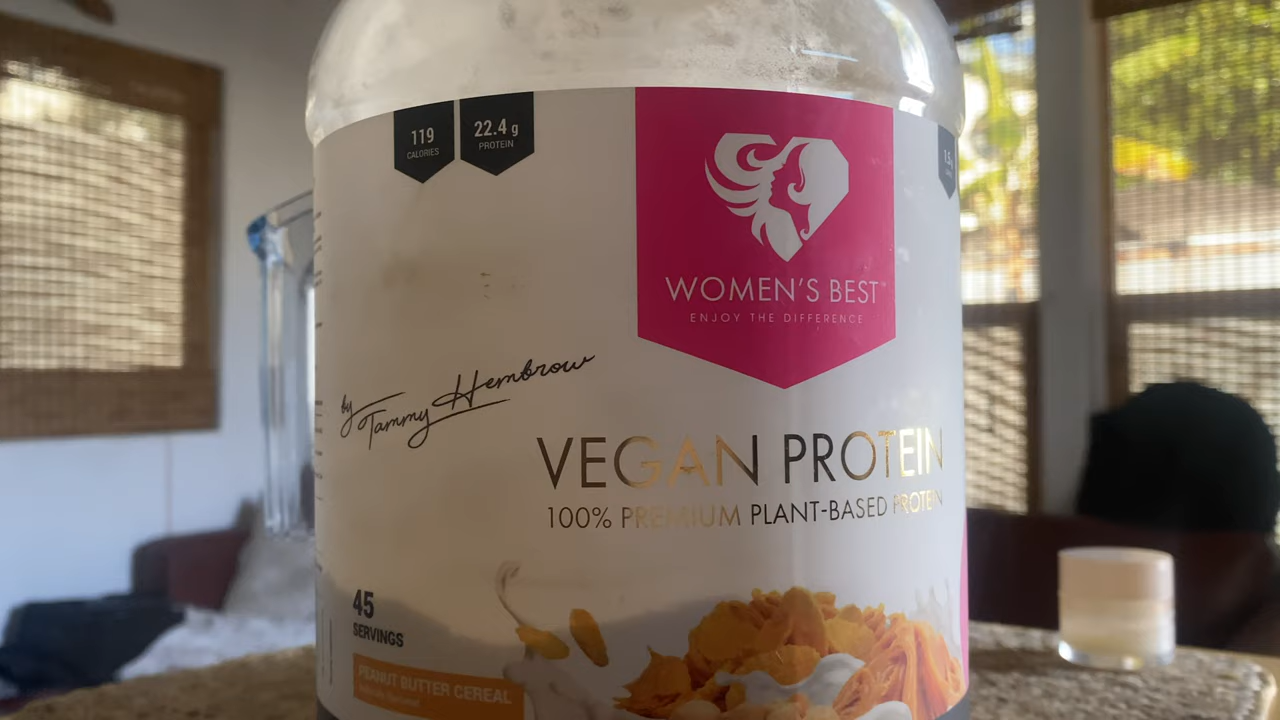 119
CALORIES
22.4 g
PROTEIN
WOMEN'S BEST
ENJOY THE DIFFERENCE
by Tammy Hembrow
VEGAN PROTEIN
100% PREMIUM PLANT-BASED PROTEIN
45
SERVINGS
PEANUT BUTTER CEREAL